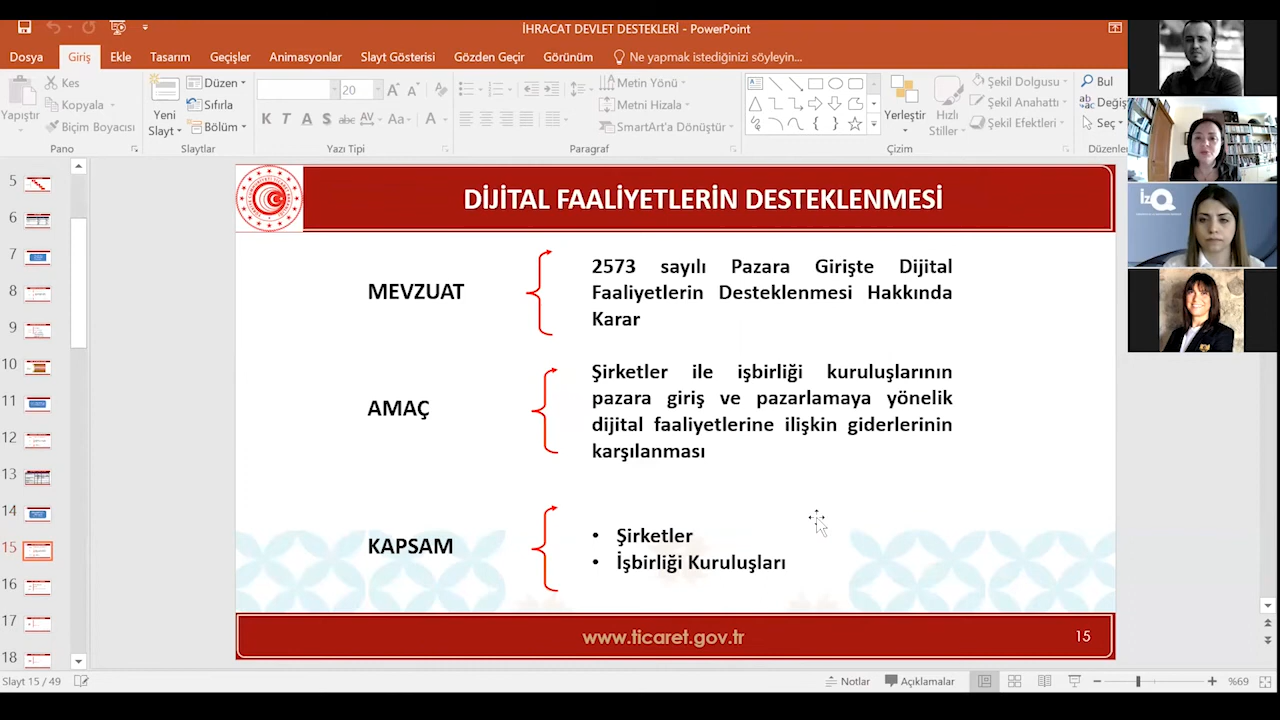 İHRACAT DEVLET DESTEKLERİ - PowerPoint
Dosya Giriş Ekle Tasarım Geçişler Animasyonlar Slayt Gösterisi Gözden Geçir Görünüm Ne yapmak istediğinizi söyleyin...
Yapıştır
Kes
Kopyala
Biçim Boyacısı
Pano
Yeni
Slayt
Düzen
Sıfırla
Bölüm
Slaytlar
20
K T A S abc AV Aa A
Yazı Tipi
Metin Yönü
Metni Hizala
SmartArt'a Dönüştür
Paragraf
Yerleştir
Hızlı
Stiller
Şekil Dolgusu
Şekil Anahattı
Şekil Efektleri
Çizim
Bul
Değiş
Seç
Düzenlem
5
6
7
8
9
10
11
12
13
14
15
16
17
18
DİJİTAL FAALİYETLERİN DESTEKLENMESİ
MEVZUAT
2573 sayılı Pazara Girişte Dijital
Faaliyetlerin Desteklenmesi Hakkında
Karar
AMAÇ
Şirketler ile işbirliği kuruluşlarının
pazara giriş ve pazarlamaya yönelik
dijital faaliyetlerine ilişkin giderlerinin
karşılanması
KAPSAM
• Şirketler
• İşbirliği Kuruluşları
www.ticaret.gov.tr
15
izQ
Slayt 15 / 49
Notlar
Açıklamalar
%69